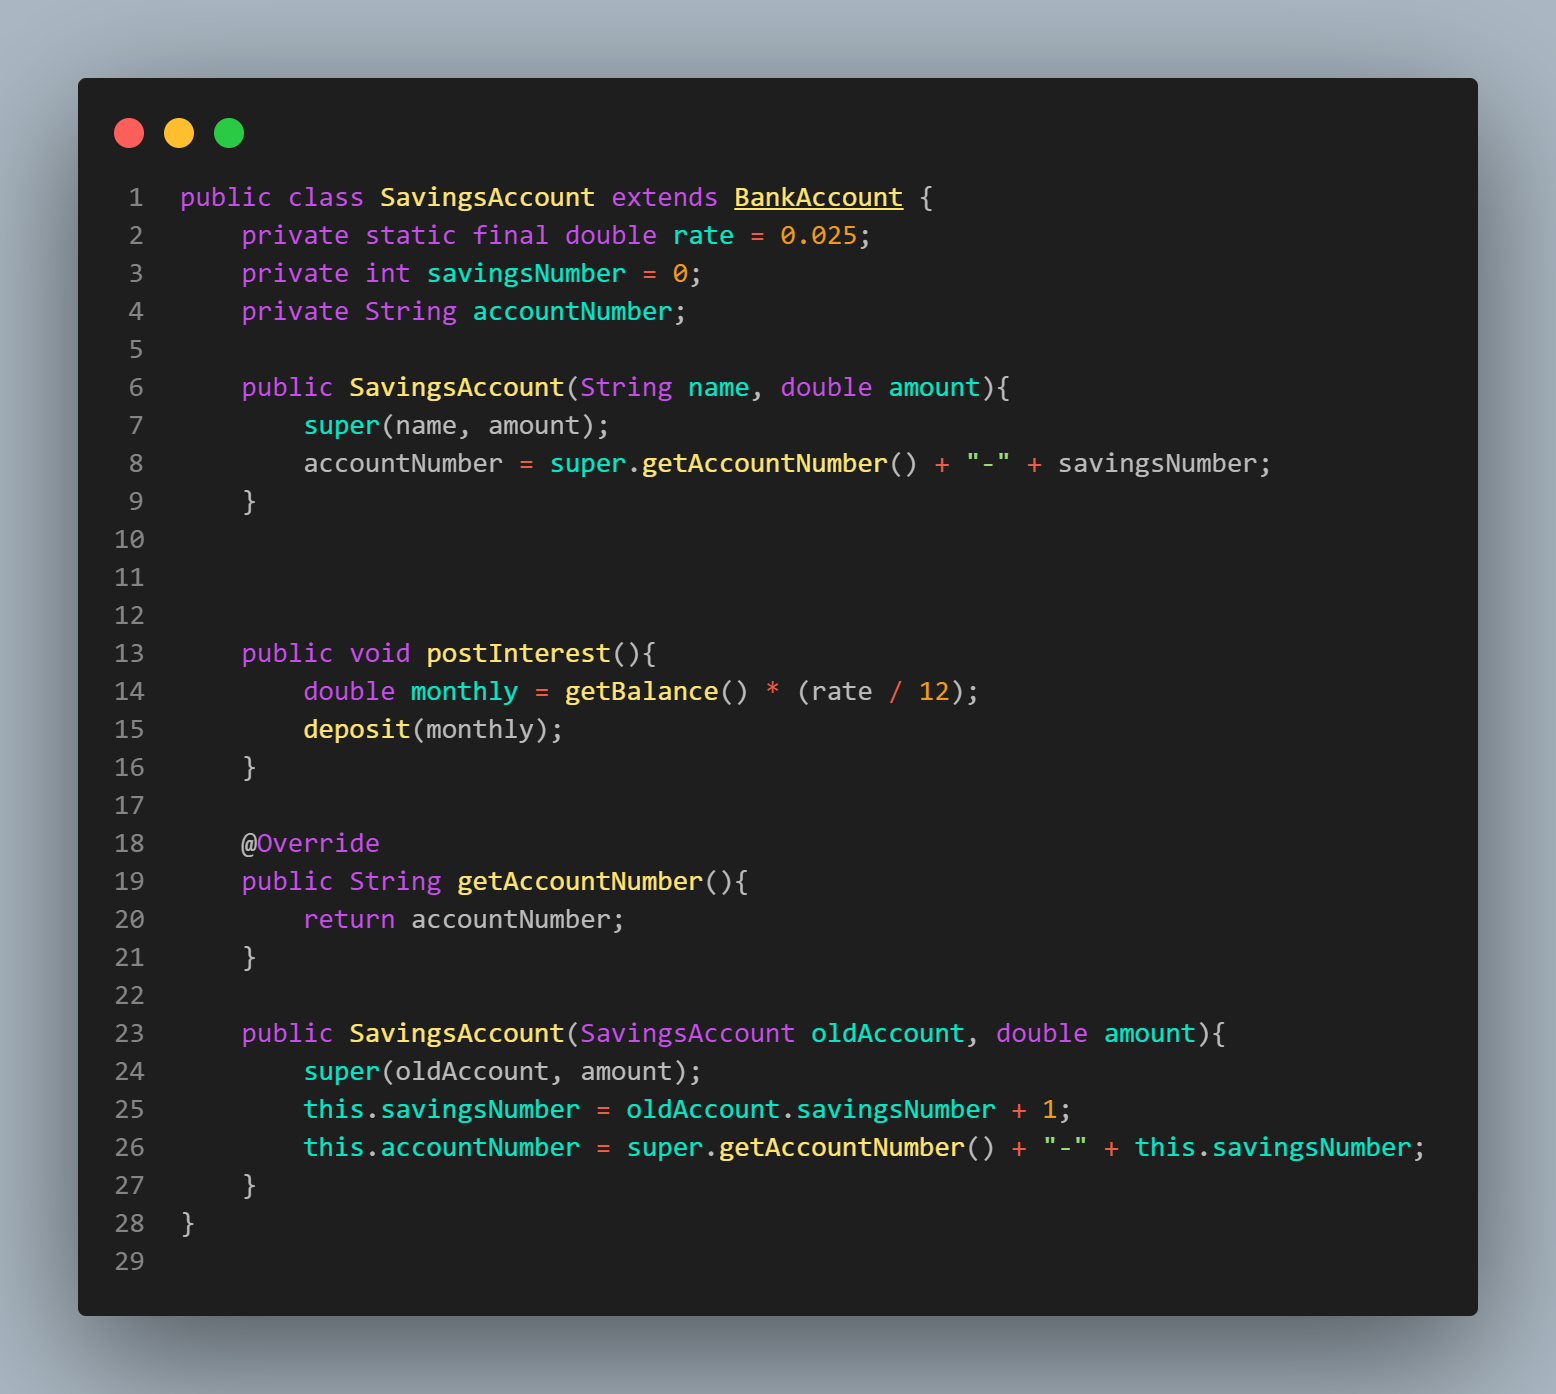 1 public class SavingsAccount extends BankAccount {
2     private static final double rate = 0.025;
3     private int savingsNumber = 0;
4     private String accountNumber;
5
6     public SavingsAccount(String name, double amount){
7         super(name, amount);
8         accountNumber = super.getAccountNumber() + "-" + savingsNumber;
9     }
10
11
12
13     public void postInterest(){
14         double monthly = getBalance() * (rate / 12);
15         deposit(monthly);
16     }
17
18     @Override
19     public String getAccountNumber(){
20         return accountNumber;
21     }
22
23     public SavingsAccount(SavingsAccount oldAccount, double amount){
24         super(oldAccount, amount);
25         this.savingsNumber = oldAccount.savingsNumber + 1;
26         this.accountNumber = super.getAccountNumber() + "-" + this.savingsNumber;
27     }
28 }
29